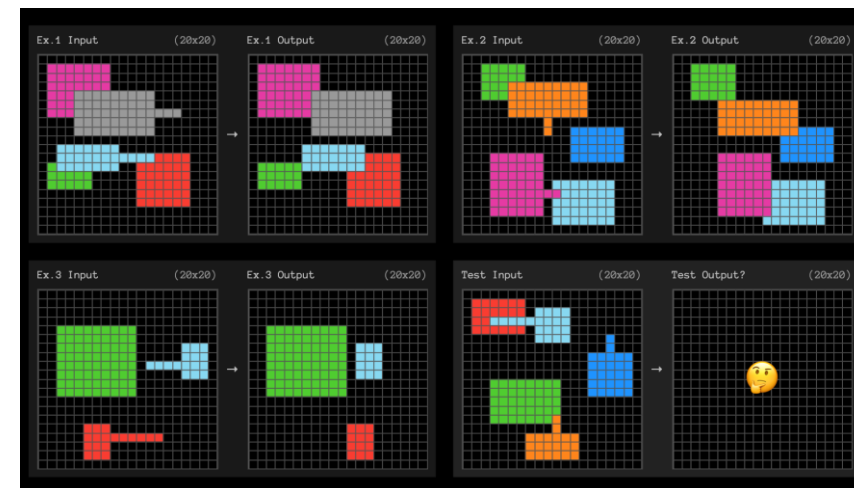 Ex.1 Input (20x20) Ex.1 Output (20x20)
Ex.2 Input (20x20) Ex.2 Output (20x20)
Ex.3 Input (20x20) Ex.3 Output (20x20)
Test Input (20x20) Test Output? (20x20)